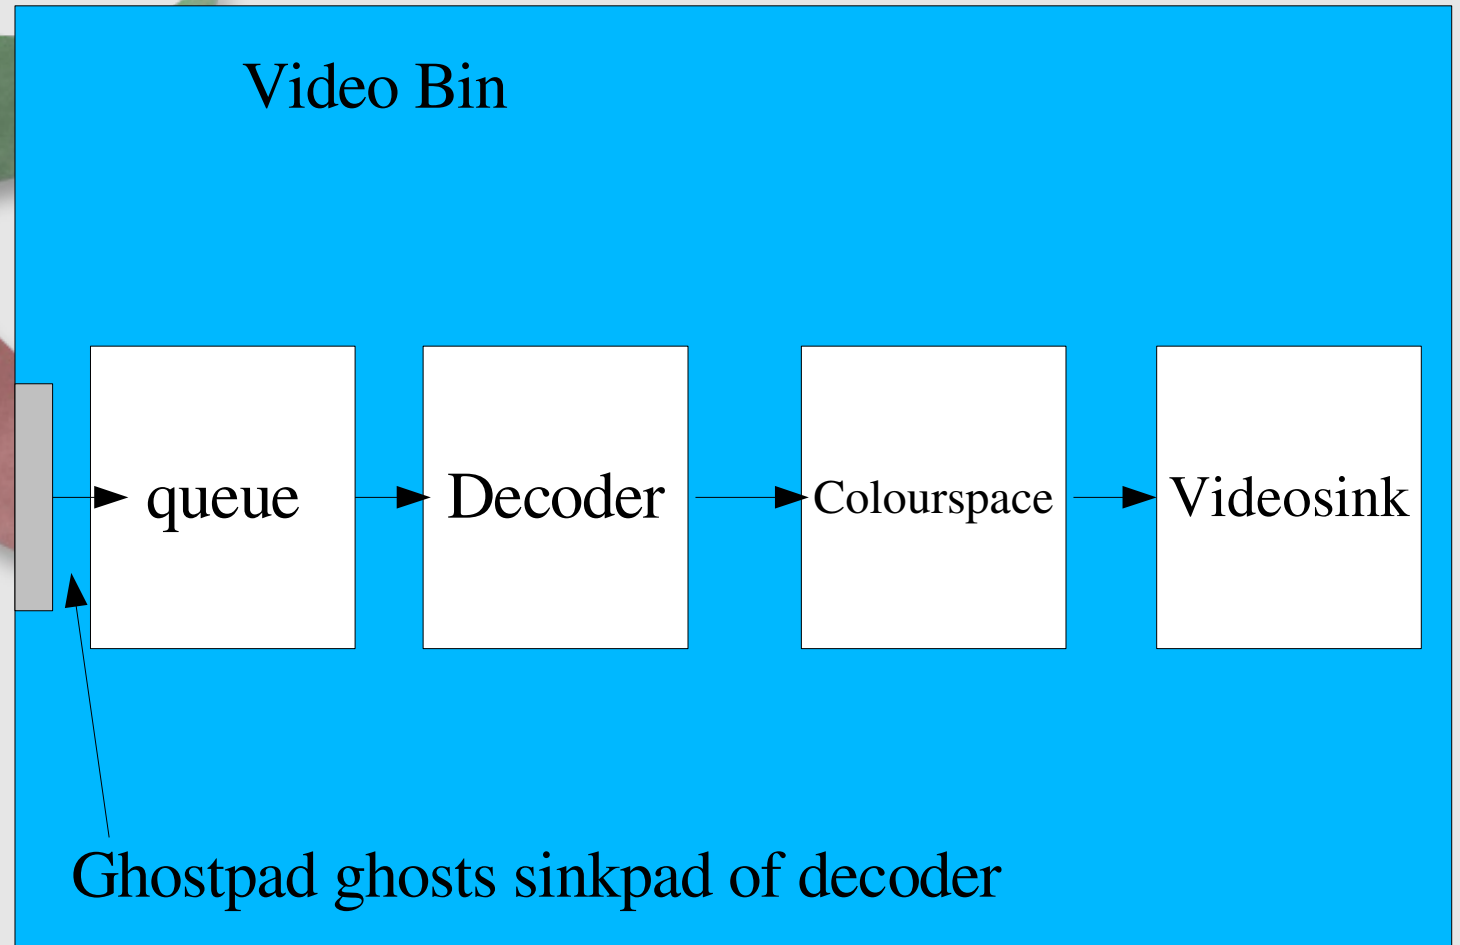 Video Bin
queue
Decoder
Colourspace
Videosink
Ghostpad ghosts sinkpad of decoder